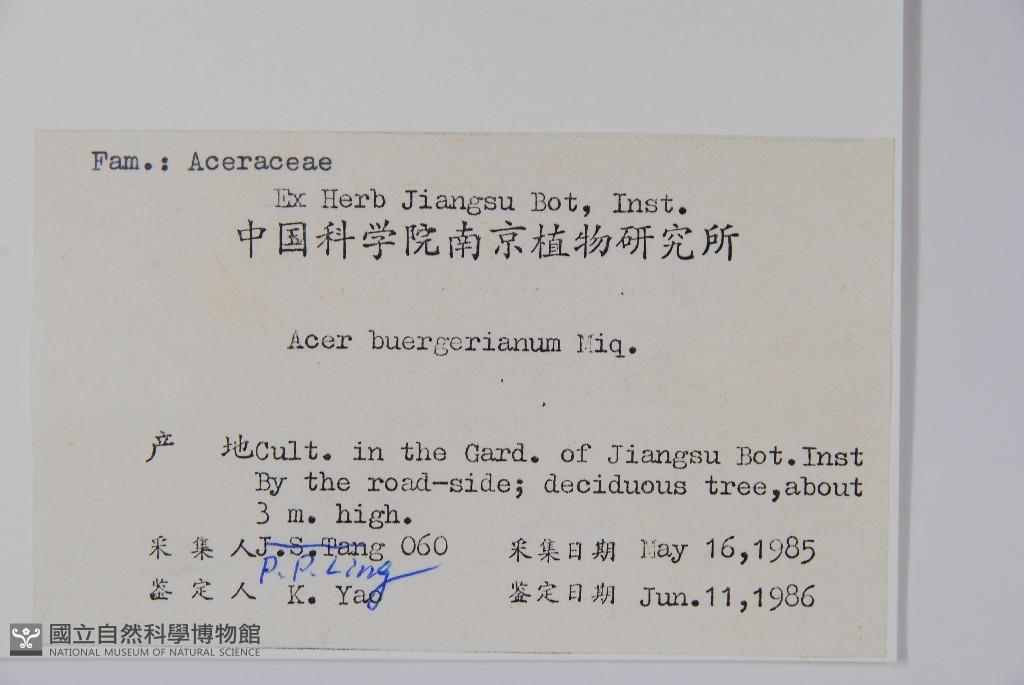 Fam.: Aceraceae
Ex Herb Jiangsu Bot, Inst.
中国科学院南京植物研究所
Acer buergerianum Miq.
产 地Cult. in the Gard. of Jiangsu Bot.Inst
By the road-side; deciduous tree,about
3 m. high.
采 集 人J.S.Tang 060 采集日期 May 16,1985
P.P.Ling
鉴 定 人 K. Yao 鉴定日期 Jun.11,1986
國立自然科學博物館
NATIONAL MUSEUM OF NATURAL SCIENCE